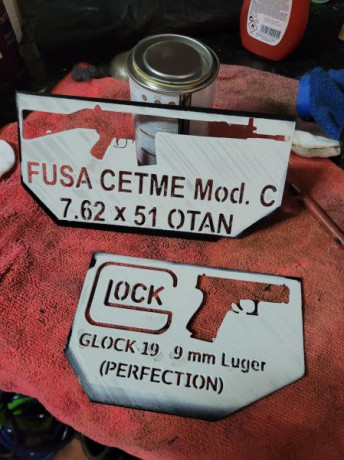 FUSA CETME Mod. C
7.62 x 51 OTAN
GLOCK
GLOCK 19 9 mm Luger
(PERFECTION)